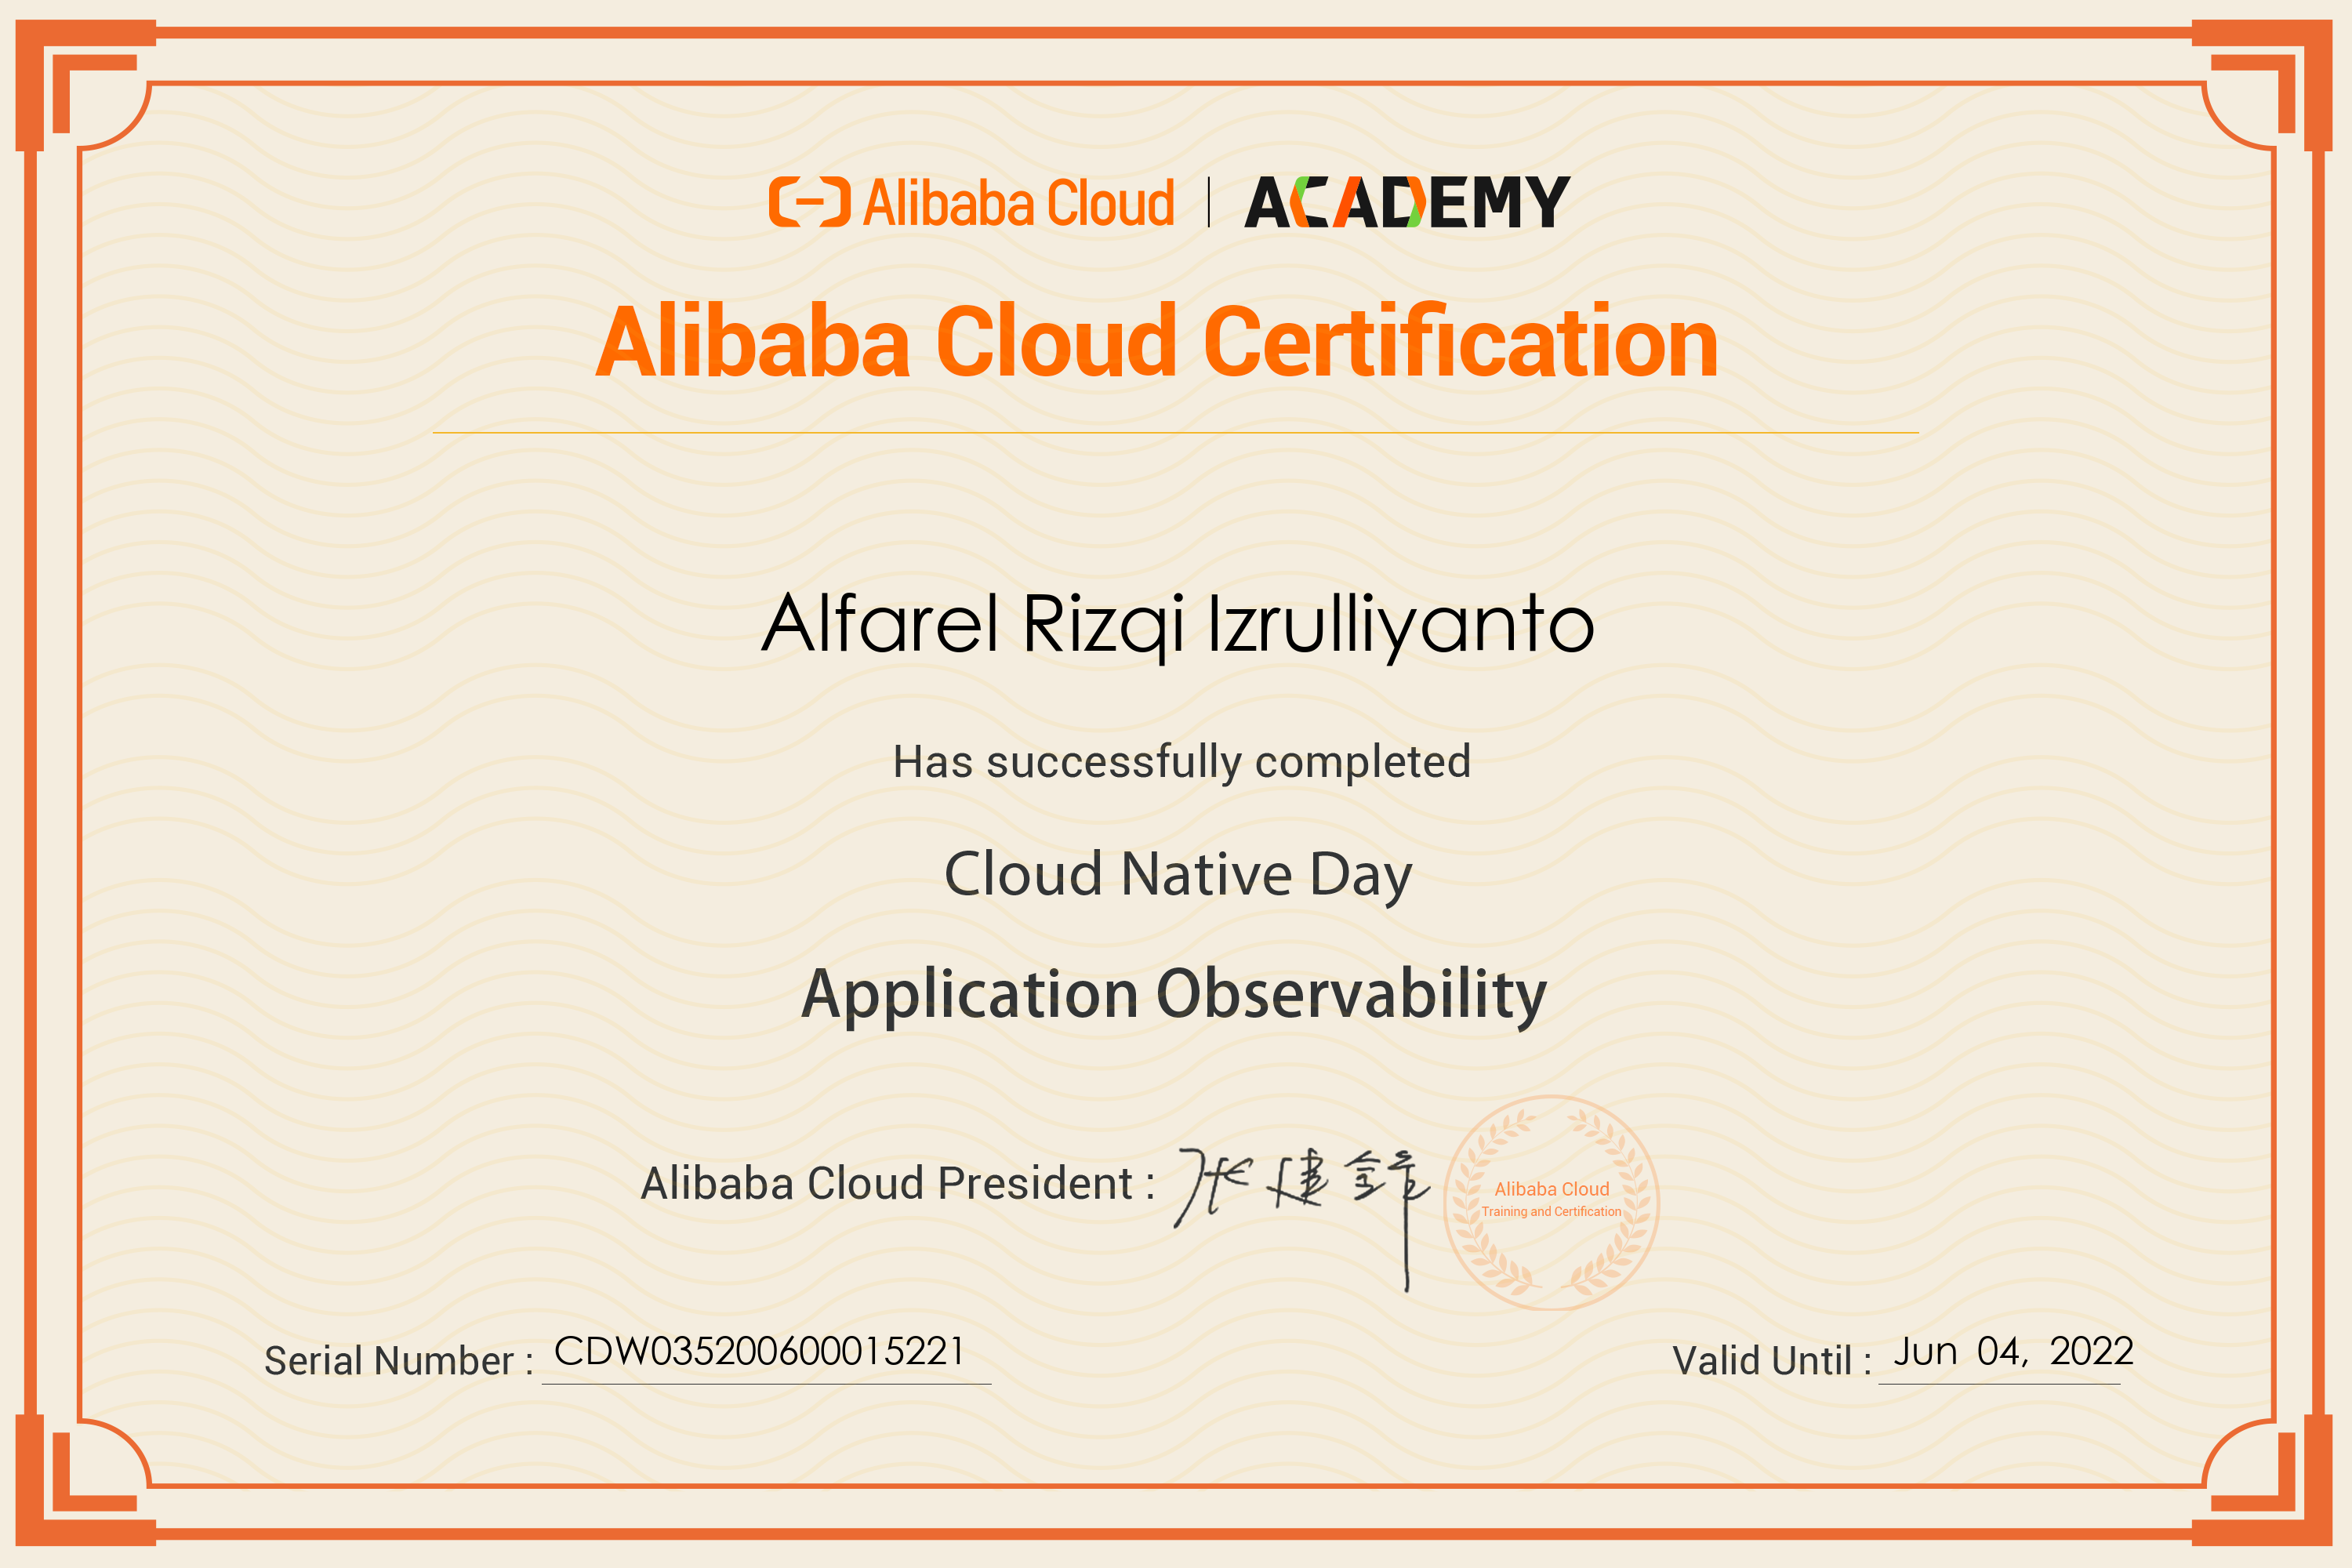 Alibaba Cloud | ACADEMY
Alibaba Cloud Certification
Alfarel Rizqi Izrulliyanto
Has successfully completed
Cloud Native Day
Application Observability
Alibaba Cloud President : 张建锋
Alibaba Cloud
Training and Certification
Serial Number : CDW035200600015221
Valid Until : Jun 04, 2022